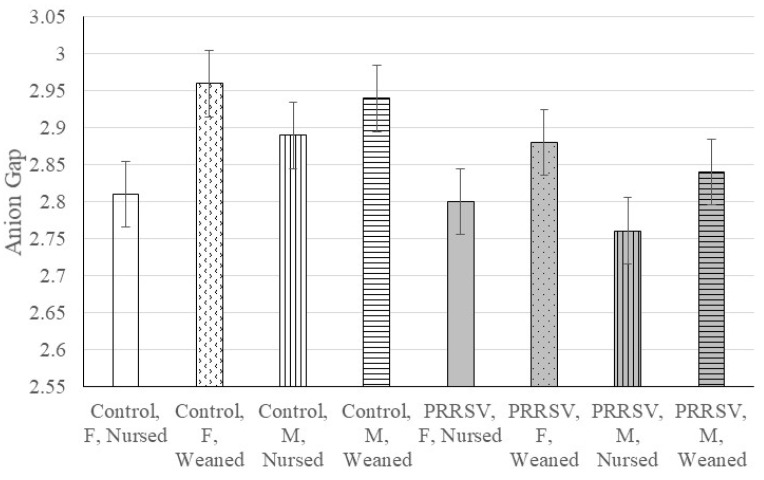 3.05
3
2.95
2.9
2.85
2.8
2.75
2.7
2.65
2.6
2.55
Anion Gap
Control,
F, Nursed
Control,
F,
Weaned
Control,
M,
Nursed
Control,
M,
Weaned
PRRSV,
F, Nursed
PRRSV,
F,
Weaned
PRRSV,
M,
Nursed
PRRSV,
M,
Weaned